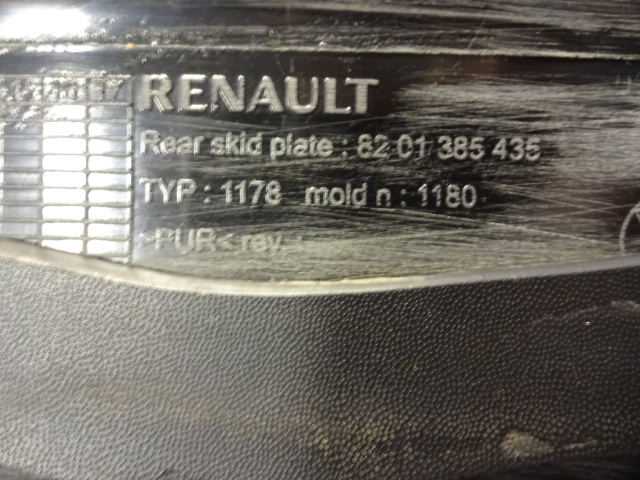 RENAULT
Rear skid plate : 82 01 385 435
TYP : 1178 mold n : 1180
>PUR< rev